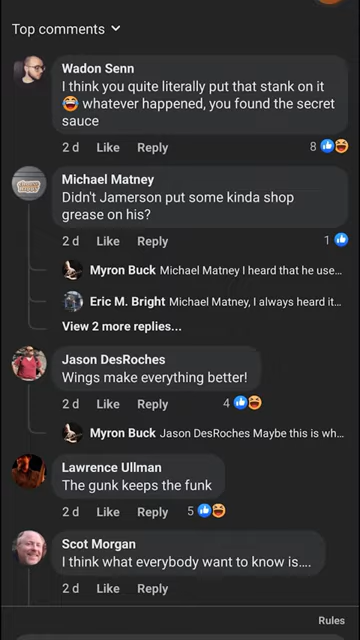 Top comments
Wadon Senn
I think you quite literally put that stank on it
😂 whatever happened, you found the secret
sauce
2 d Like Reply 8
Michael Matney
Didn't Jamerson put some kinda shop
grease on his?
2 d Like Reply 1
Myron Buck Michael Matney I heard that he use...
Eric M. Bright Michael Matney, I always heard it...
View 2 more replies...
Jason DesRoches
Wings make everything better!
2 d Like Reply 4
Myron Buck Jason DesRoches Maybe this is wh...
Lawrence Ullman
The gunk keeps the funk
2 d Like Reply 5
Scot Morgan
I think what everybody want to know is....
2 d Like Reply
Rules